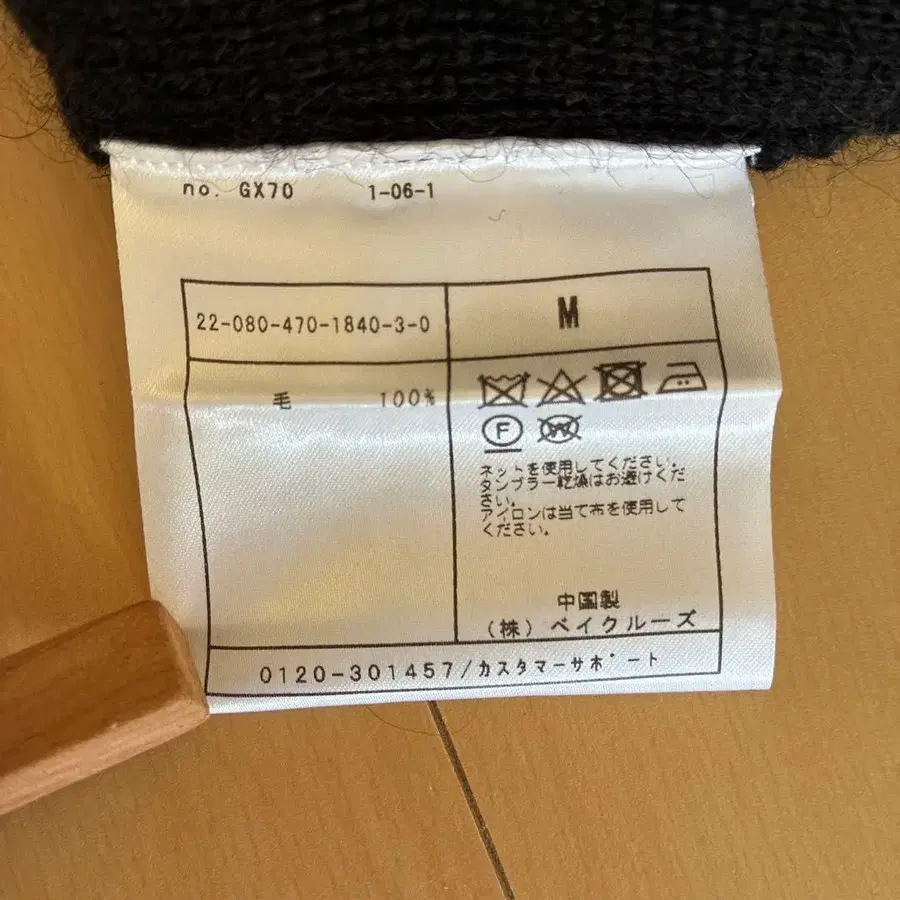 no. GX70 1-06-1
22-080-470-1840-3-0
M
毛 100%
F
W
ネットを使用してください。
タンブラー乾燥はお避けくだ
さい。
アイロンは当て布を使用して
ください。
中国製
(株) ベイクルーズ
0120-301457/カスタマーサポート